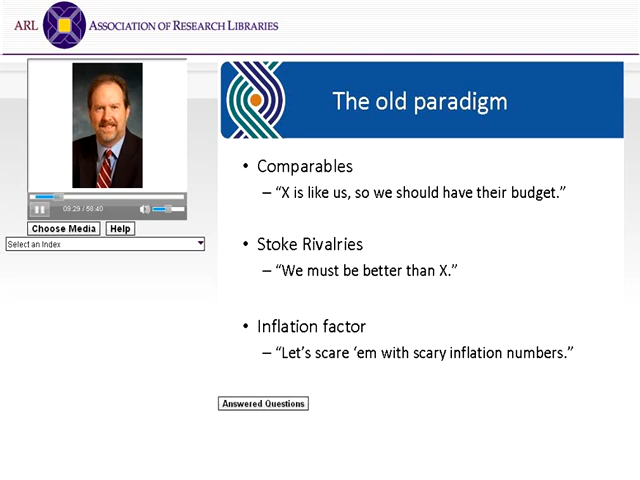 ARL ASSOCIATION OF RESEARCH LIBRARIES
The old paradigm
09:29 / 58:40
Choose Media Help
Select an Index
• Comparables
– “X is like us, so we should have their budget.”
• Stoke Rivalries
– “We must be better than X.”
• Inflation factor
– “Let’s scare ‘em with scary inflation numbers.”
Answered Questions